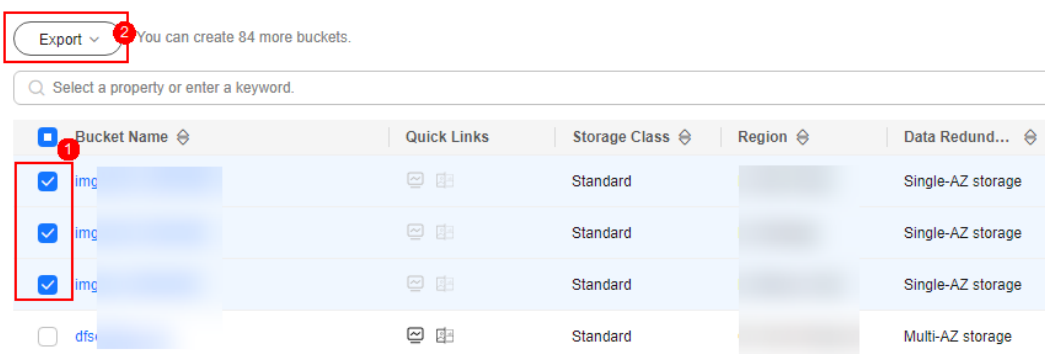 Export 2 You can create 84 more buckets.
Select a property or enter a keyword.
Bucket Name Quick Links Storage Class Region Data Redund...
1
img Standard Single-AZ storage
img Standard Single-AZ storage
img Standard Single-AZ storage
Standard Multi-AZ storage